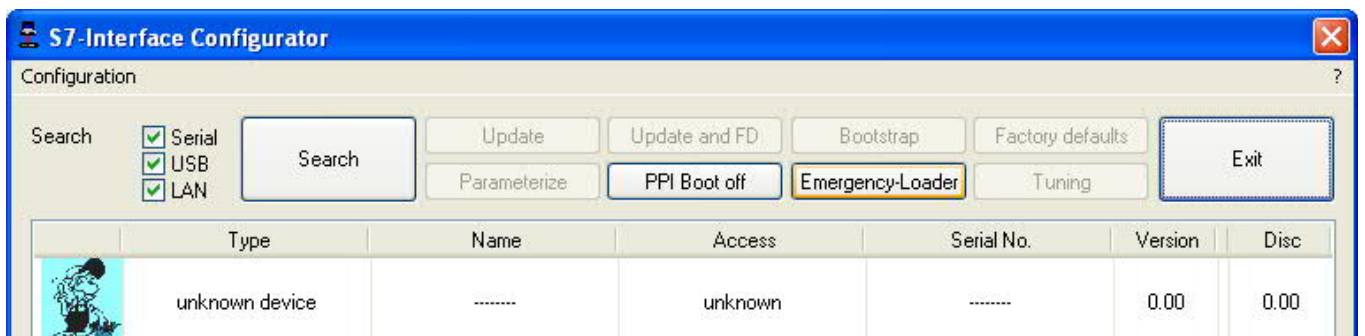 S7-Interface Configurator
Configuration ?
Search Serial USB LAN Search Update Update and FD Bootstrap Factory defaults Exit
Parameterize PPI Boot off Emergency-Loader Tuning
Type Name Access Serial No. Version Disc
unknown device -------- unknown -------- 0.00 0.00